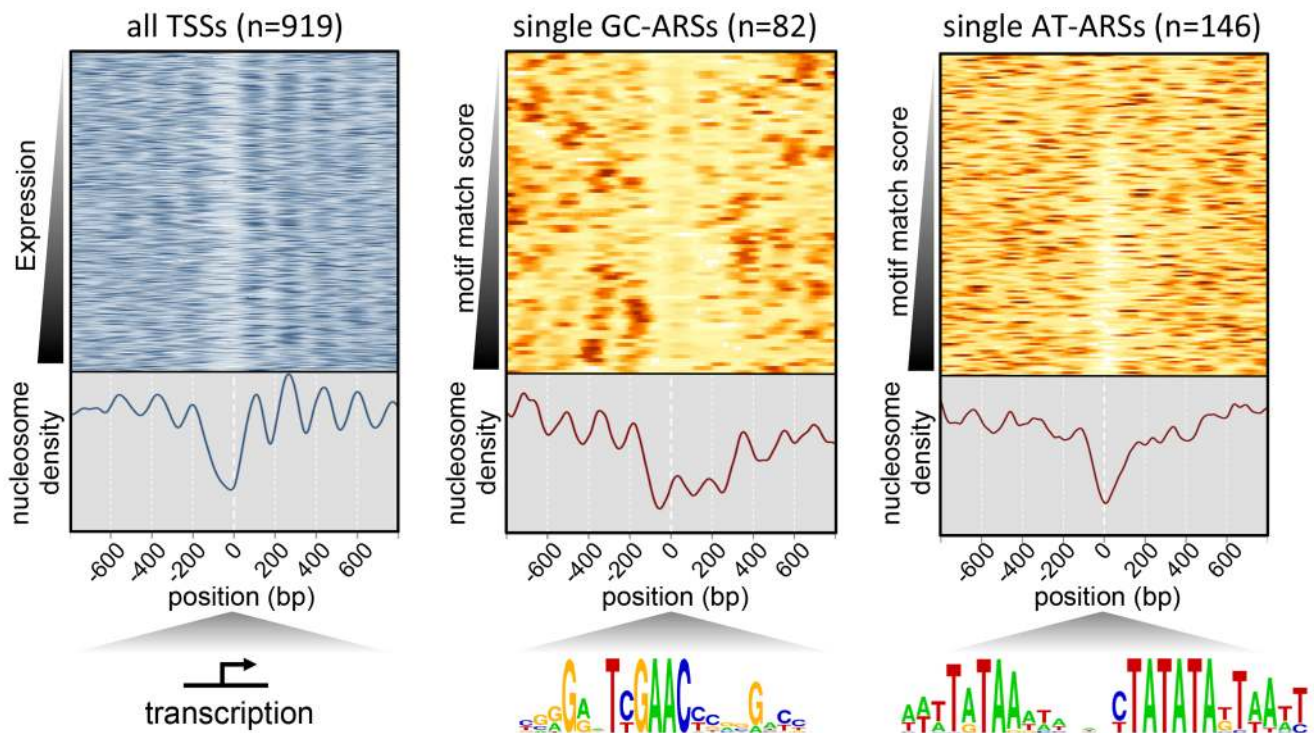 all TSSs (n=919)
single GC-ARSs (n=82)
single AT-ARSs (n=146)
Expression
motif match score
motif match score
nucleosome
density
nucleosome
density
nucleosome
density
-600 -400 -200 0 200 400 600
-600 -400 -200 0 200 400 600
-600 -400 -200 0 200 400 600
position (bp)
position (bp)
position (bp)
transcription